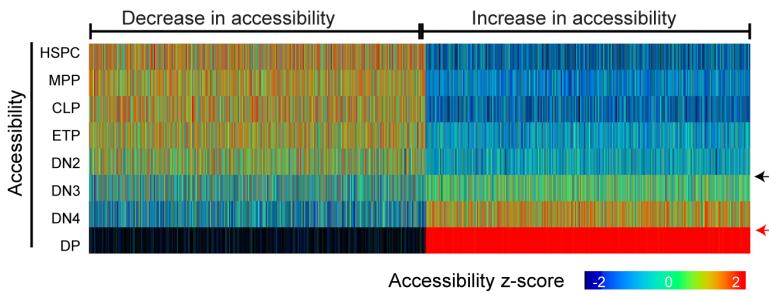 Decrease in accessibility
Increase in accessibility
Accessibility
HSPC
MPP
CLP
ETP
DN2
DN3
DN4
DP
Accessibility z-score
-2 0 2